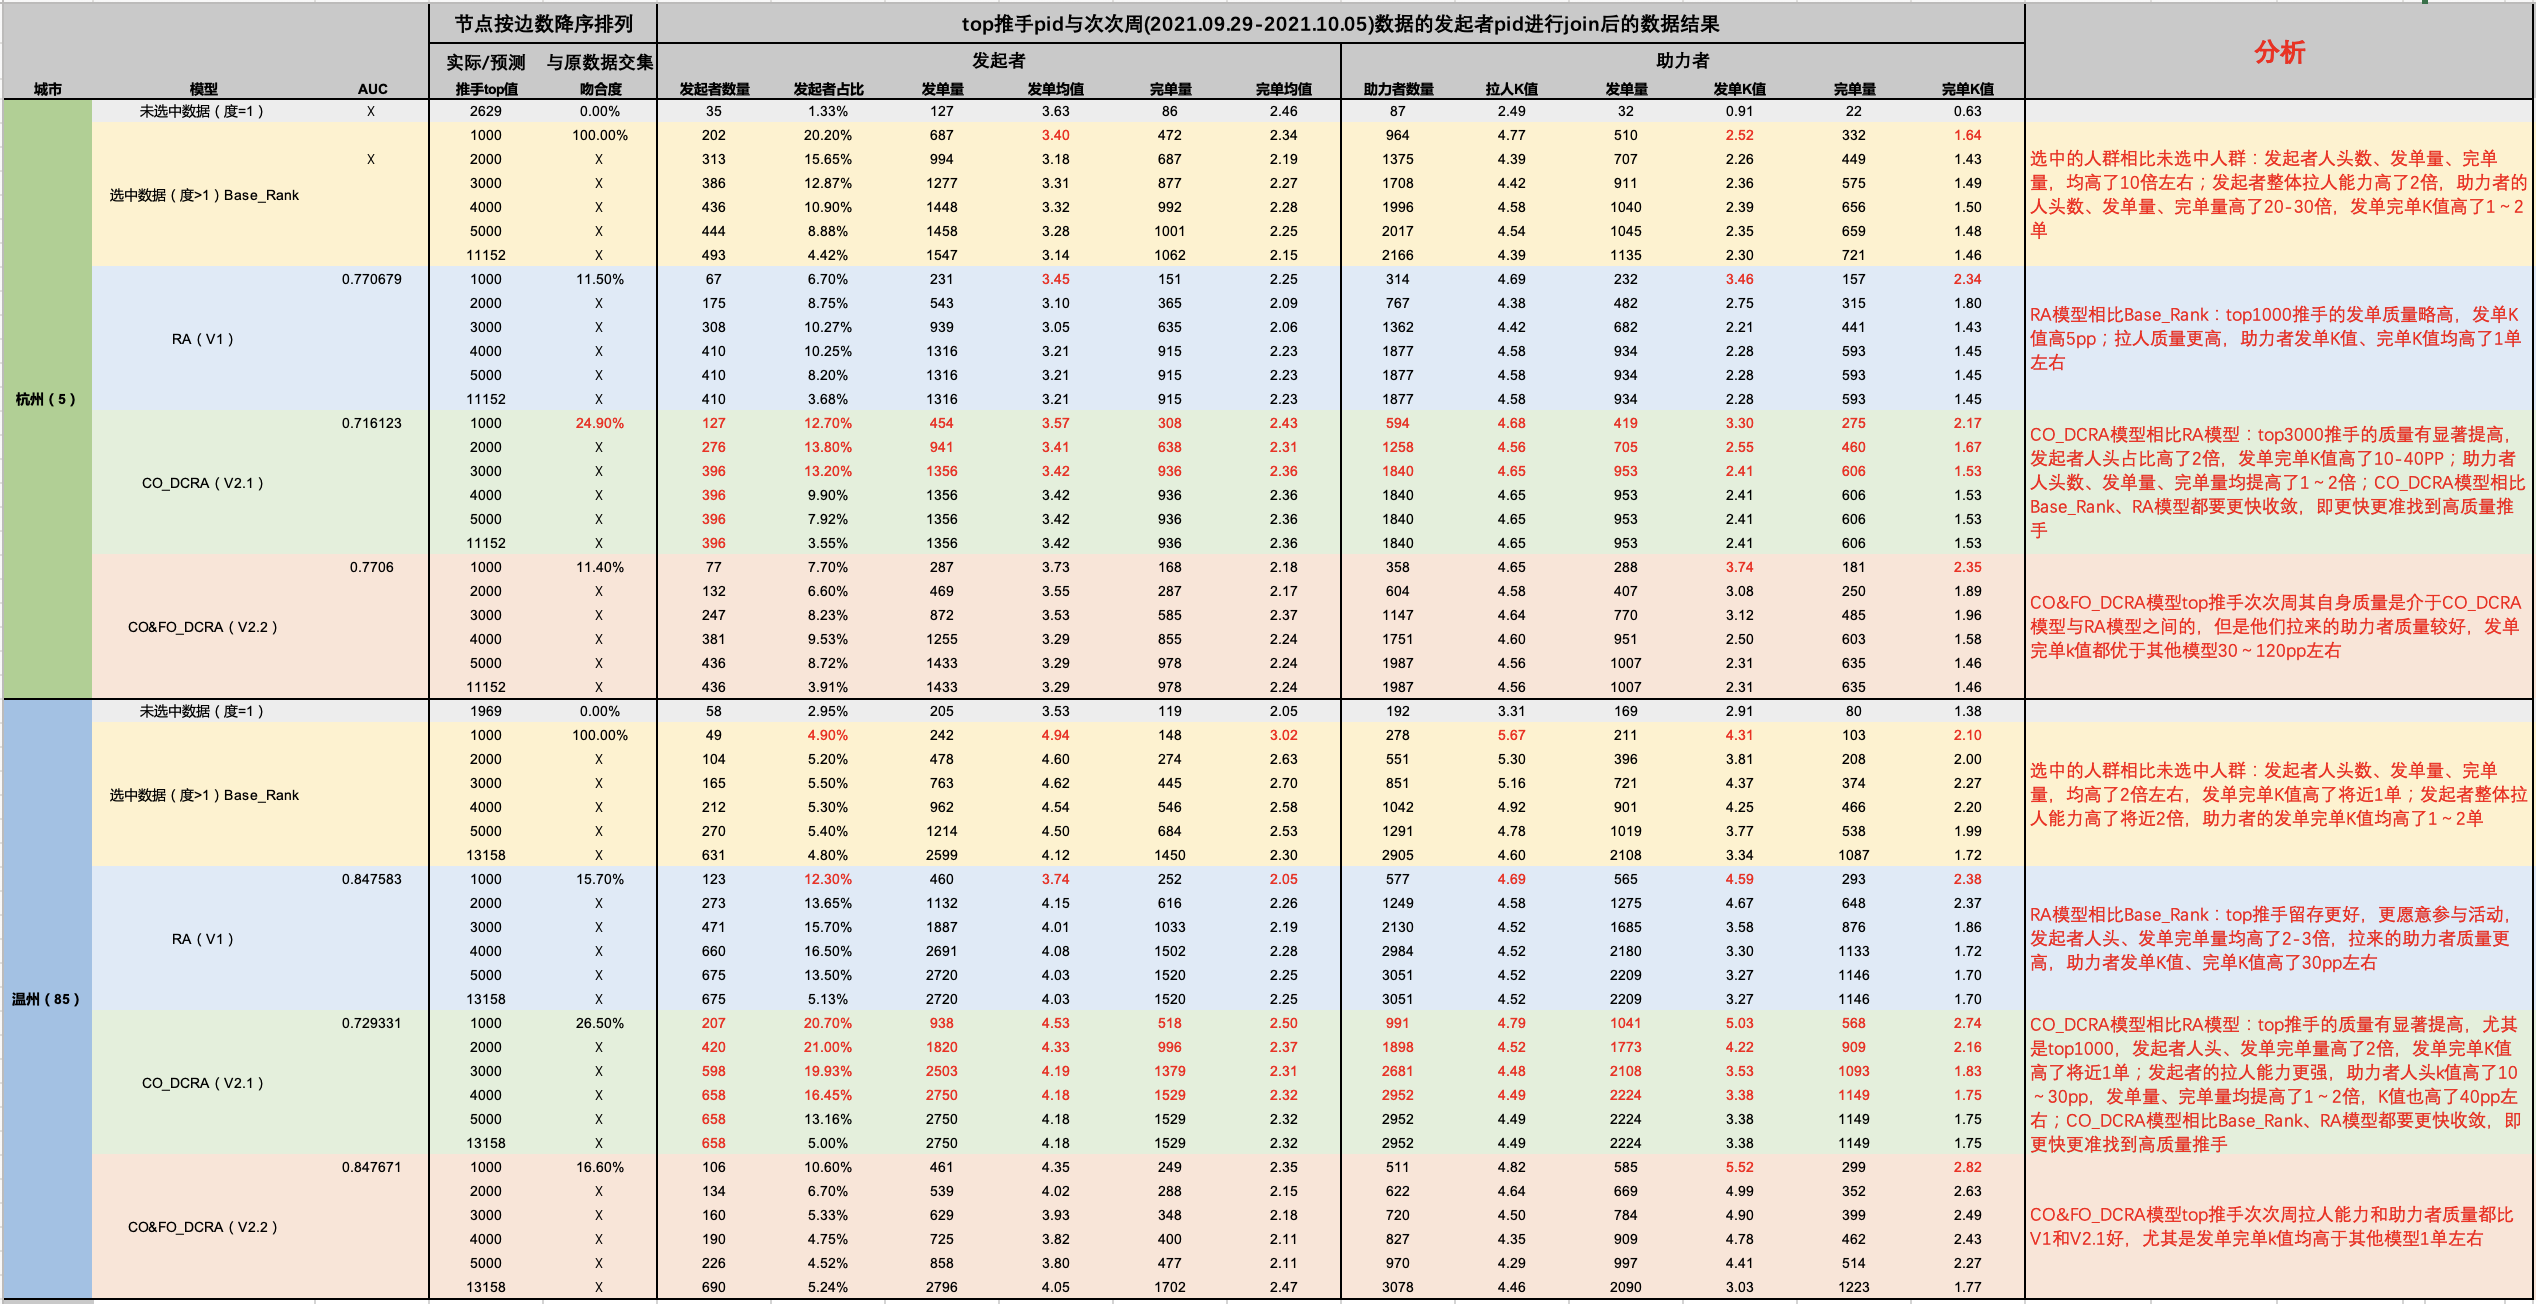 节点按边数降序排列 top推手pid与次次周(2021.09.29-2021.10.05)数据的发起者pid进行join后的数据结果
分析
实际/预测 与原数据交集 发起者 助力者
城市 模型 AUC 推手top值 吻合度 发起者数量 发起者占比 发单量 发单均值 完单量 完单均值 助力者数量 拉人K值 发单量 发单K值 完单量 完单K值
未选中数据（度=1） X 2629 0.00% 35 1.33% 127 3.63 86 2.46 87 2.49 32 0.91 22 0.63
1000 100.00% 202 20.20% 687 3.40 472 2.34 964 4.77 510 2.52 332 1.64
X 2000 X 313 15.65% 994 3.18 687 2.19 1375 4.39 707 2.26 449 1.43
3000 X 386 12.87% 1277 3.31 877 2.27 1708 4.42 911 2.36 575 1.49
选中数据（度>1）Base_Rank
4000 X 436 10.90% 1448 3.32 992 2.28 1996 4.58 1040 2.39 656 1.50
5000 X 444 8.88% 1458 3.28 1001 2.25 2017 4.54 1045 2.35 659 1.48
11152 X 493 4.42% 1547 3.14 1062 2.15 2166 4.39 1135 2.30 721 1.46
选中的人群相比未选中人群：发起者人头数、发单量、完单
量，均高了10倍左右；发起者整体拉人能力高了2倍，助力者的
人头数、发单量、完单量高了20-30倍，发单完单K值高了1～2
单
0.770679 1000 11.50% 67 6.70% 231 3.45 151 2.25 314 4.69 232 3.46 157 2.34
2000 X 175 8.75% 543 3.10 365 2.09 767 4.38 482 2.75 315 1.80
3000 X 308 10.27% 939 3.05 635 2.06 1362 4.42 682 2.21 441 1.43
RA（V1）
4000 X 410 10.25% 1316 3.21 915 2.23 1877 4.58 934 2.28 593 1.45
5000 X 410 8.20% 1316 3.21 915 2.23 1877 4.58 934 2.28 593 1.45
11152 X 410 3.68% 1316 3.21 915 2.23 1877 4.58 934 2.28 593 1.45
RA模型相比Base_Rank：top1000推手的发单质量略高，发单K
值高5pp；拉人质量更高，助力者发单K值、完单K值均高了1单
左右
杭州（5）
0.716123 1000 24.90% 127 12.70% 454 3.57 308 2.43 594 4.68 419 3.30 275 2.17
2000 X 276 13.80% 941 3.41 638 2.31 1258 4.56 705 2.55 460 1.67
3000 X 396 13.20% 1356 3.42 936 2.36 1840 4.65 953 2.41 606 1.53
CO_DCRA（V2.1）
4000 X 396 9.90% 1356 3.42 936 2.36 1840 4.65 953 2.41 606 1.53
5000 X 396 7.92% 1356 3.42 936 2.36 1840 4.65 953 2.41 606 1.53
11152 X 396 3.55% 1356 3.42 936 2.36 1840 4.65 953 2.41 606 1.53
CO_DCRA模型相比RA模型：top3000推手的质量有显著提高，
发起者人头占比高了2倍，发单完单K值高了10-40PP；助力者
人头数、发单量、完单量均提高了1～2倍；CO_DCRA模型相比
Base_Rank、RA模型都要更快收敛，即更快更准找到高质量推
手
0.7706 1000 11.40% 77 7.70% 287 3.73 168 2.18 358 4.65 288 3.74 181 2.35
2000 X 132 6.60% 469 3.55 287 2.17 604 4.58 407 3.08 250 1.89
3000 X 247 8.23% 872 3.53 585 2.37 1147 4.64 770 3.12 485 1.96
CO&FO_DCRA（V2.2）
4000 X 381 9.53% 1255 3.29 855 2.24 1751 4.60 951 2.50 603 1.58
5000 X 436 8.72% 1433 3.29 978 2.24 1987 4.56 1007 2.31 635 1.46
11152 X 436 3.91% 1433 3.29 978 2.24 1987 4.56 1007 2.31 635 1.46
CO&FO_DCRA模型top推手次次周其自身质量是介于CO_DCRA
模型与RA模型之间的，但是他们拉来的助力者质量较好，发单
完单k值都优于其他模型30～120pp左右
未选中数据（度=1） 1969 0.00% 58 2.95% 205 3.53 119 2.05 192 3.31 169 2.91 80 1.38
1000 100.00% 49 4.90% 242 4.94 148 3.02 278 5.67 211 4.31 103 2.10
2000 X 104 5.20% 478 4.60 274 2.63 551 5.30 396 3.81 208 2.00
3000 X 165 5.50% 763 4.62 445 2.70 851 5.16 721 4.37 374 2.27
选中数据（度>1）Base_Rank
4000 X 212 5.30% 962 4.54 546 2.58 1042 4.92 901 4.25 466 2.20
5000 X 270 5.40% 1214 4.50 684 2.53 1291 4.78 1019 3.77 538 1.99
13158 X 631 4.80% 2599 4.12 1450 2.30 2905 4.60 2108 3.34 1087 1.72
选中的人群相比未选中人群：发起者人头数、发单量、完单
量，均高了2倍左右，发单完单K值高了将近1单；发起者整体拉
人能力高了将近2倍，助力者的发单完单K值均高了1～2单
0.847583 1000 15.70% 123 12.30% 460 3.74 252 2.05 577 4.69 565 4.59 293 2.38
2000 X 273 13.65% 1132 4.15 616 2.26 1249 4.58 1275 4.67 648 2.37
3000 X 471 15.70% 1887 4.01 1033 2.19 2130 4.52 1685 3.58 876 1.86
RA（V1）
4000 X 660 16.50% 2691 4.08 1502 2.28 2984 4.52 2180 3.30 1133 1.72
5000 X 675 13.50% 2720 4.03 1520 2.25 3051 4.52 2209 3.27 1146 1.70
13158 X 675 5.13% 2720 4.03 1520 2.25 3051 4.52 2209 3.27 1146 1.70
RA模型相比Base_Rank：top推手留存更好，更愿意参与活动，
发起者人头、发单完单量均高了2-3倍，拉来的助力者质量更
高，助力者发单K值、完单K值高了30pp左右
温州（85）
0.729331 1000 26.50% 207 20.70% 938 4.53 518 2.50 991 4.79 1041 5.03 568 2.74
2000 X 420 21.00% 1820 4.33 996 2.37 1898 4.52 1773 4.22 909 2.16
3000 X 598 19.93% 2503 4.19 1379 2.31 2681 4.48 2108 3.53 1093 1.83
CO_DCRA（V2.1）
4000 X 658 16.45% 2750 4.18 1529 2.32 2952 4.49 2224 3.38 1149 1.75
5000 X 658 13.16% 2750 4.18 1529 2.32 2952 4.49 2224 3.38 1149 1.75
13158 X 658 5.00% 2750 4.18 1529 2.32 2952 4.49 2224 3.38 1149 1.75
CO_DCRA模型相比RA模型：top推手的质量有显著提高，尤其
是top1000，发起者人头、发单完单量高了2倍，发单完单K值
高了将近1单；发起者的拉人能力更强，助力者人头k值高了10
～30pp，发单量、完单量均提高了1～2倍，K值也高了40pp左
右；CO_DCRA模型相比Base_Rank、RA模型都要更快收敛，即
更快更准找到高质量推手
0.847671 1000 16.60% 106 10.60% 461 4.35 249 2.35 511 4.82 585 5.52 299 2.82
2000 X 134 6.70% 539 4.02 288 2.15 622 4.64 669 4.99 352 2.63
3000 X 160 5.33% 629 3.93 348 2.18 720 4.50 784 4.90 399 2.49
CO&FO_DCRA（V2.2）
4000 X 190 4.75% 725 3.82 400 2.11 827 4.35 909 4.78 462 2.43
5000 X 226 4.52% 858 3.80 477 2.11 970 4.29 997 4.41 514 2.27
13158 X 690 5.24% 2796 4.05 1702 2.47 3078 4.46 2090 3.03 1223 1.77
CO&FO_DCRA模型top推手次次周拉人能力和助力者质量都比
V1和V2.1好，尤其是发单完单k值均高于其他模型1单左右